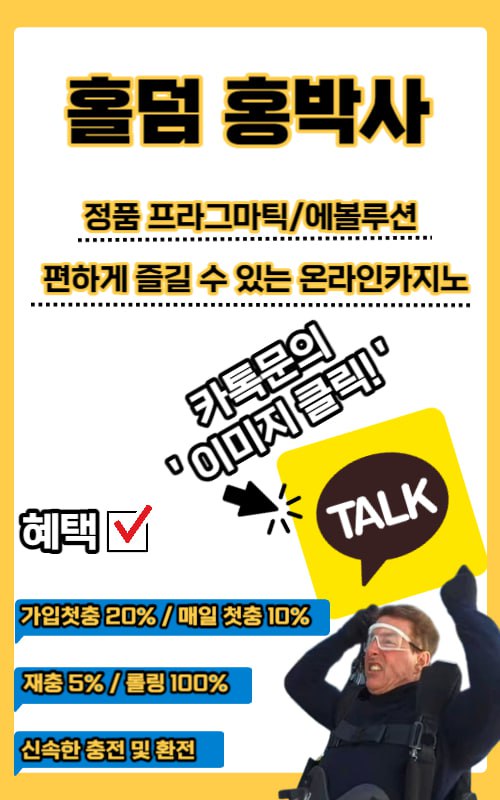 홀덤 홍박사
정품 프라그마틱/에볼루션
편하게 즐길 수 있는 온라인카지노
카톡문의
' 이미지 클릭! '
TALK
혜택
가입첫충 20% / 매일 첫충 10%
재충 5% / 롤링 100%
신속한 충전 및 환전